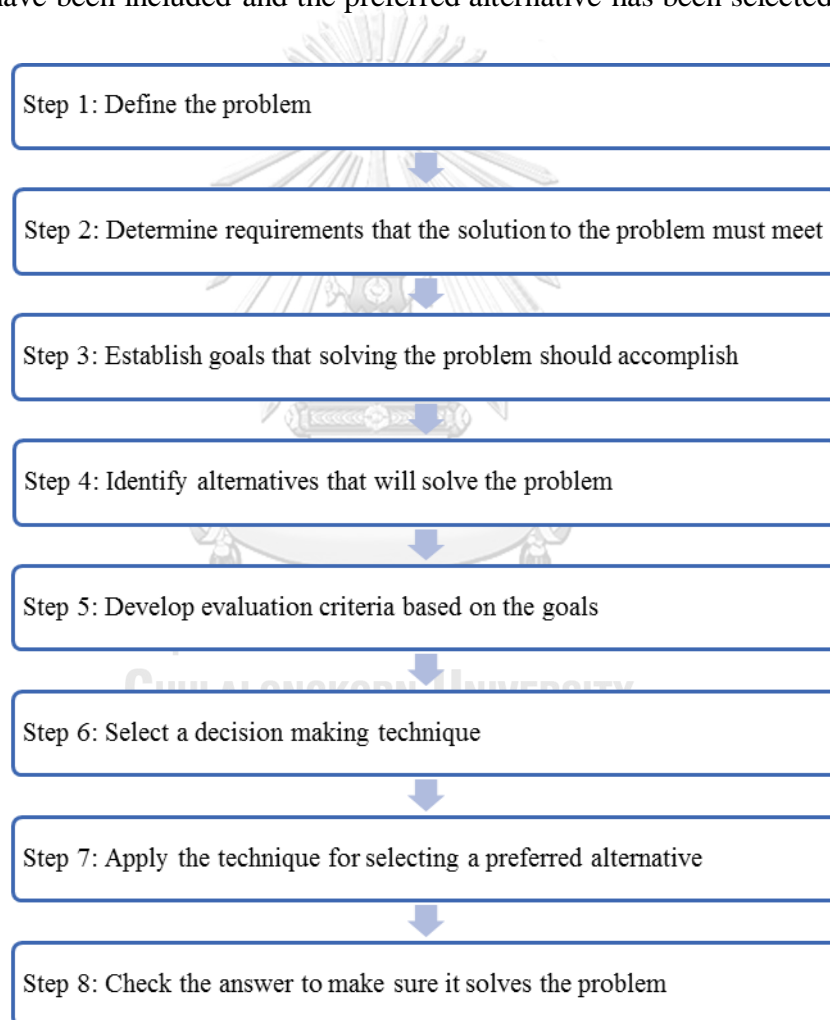 have been included and the preferred alternative has been selected
Step 1: Define the problem
Step 2: Determine requirements that the solution to the problem must meet
Step 3: Establish goals that solving the problem should accomplish
Step 4: Identify alternatives that will solve the problem
Step 5: Develop evaluation criteria based on the goals
CHULALONGKORN UNIVERSITY
Step 6: Select a decision making technique
Step 7: Apply the technique for selecting a preferred alternative
Step 8: Check the answer to make sure it solves the problem